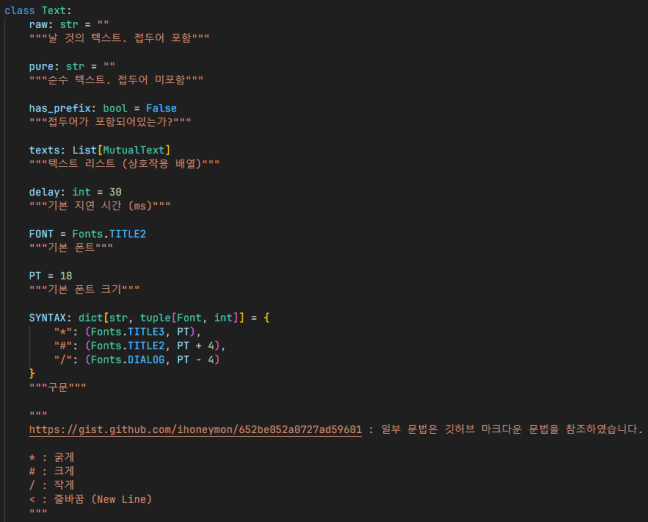 class Text:
raw: str = ""
"""날 것의 텍스트. 접두어 포함"""
pure: str = ""
"""순수 텍스트. 접두어 미포함"""
has_prefix: bool = False
"""접두어가 포함되어있는가?"""
texts: List[MutualText]
"""텍스트 리스트 (상호작용 배열)"""
delay: int = 30
"""기본 지연 시간 (ms)"""
FONT = Fonts.TITLE2
"""기본 폰트"""
PT = 18
"""기본 폰트 크기"""
SYNTAX: dict[str, tuple[Font, int]] = {
"*": (Fonts.TITLE3, PT),
"#": (Fonts.TITLE2, PT + 4),
"/": (Fonts.DIALOG, PT - 4)
}
"""구문"""
"""
https://gist.github.com/ihoneymon/652be052a0727ad59601 : 일부 문법은 깃허브 마크다운 문법을 참조하였습니다.
* : 굵게
# : 크게
/ : 작게
< : 줄바꿈 (New Line)
"""